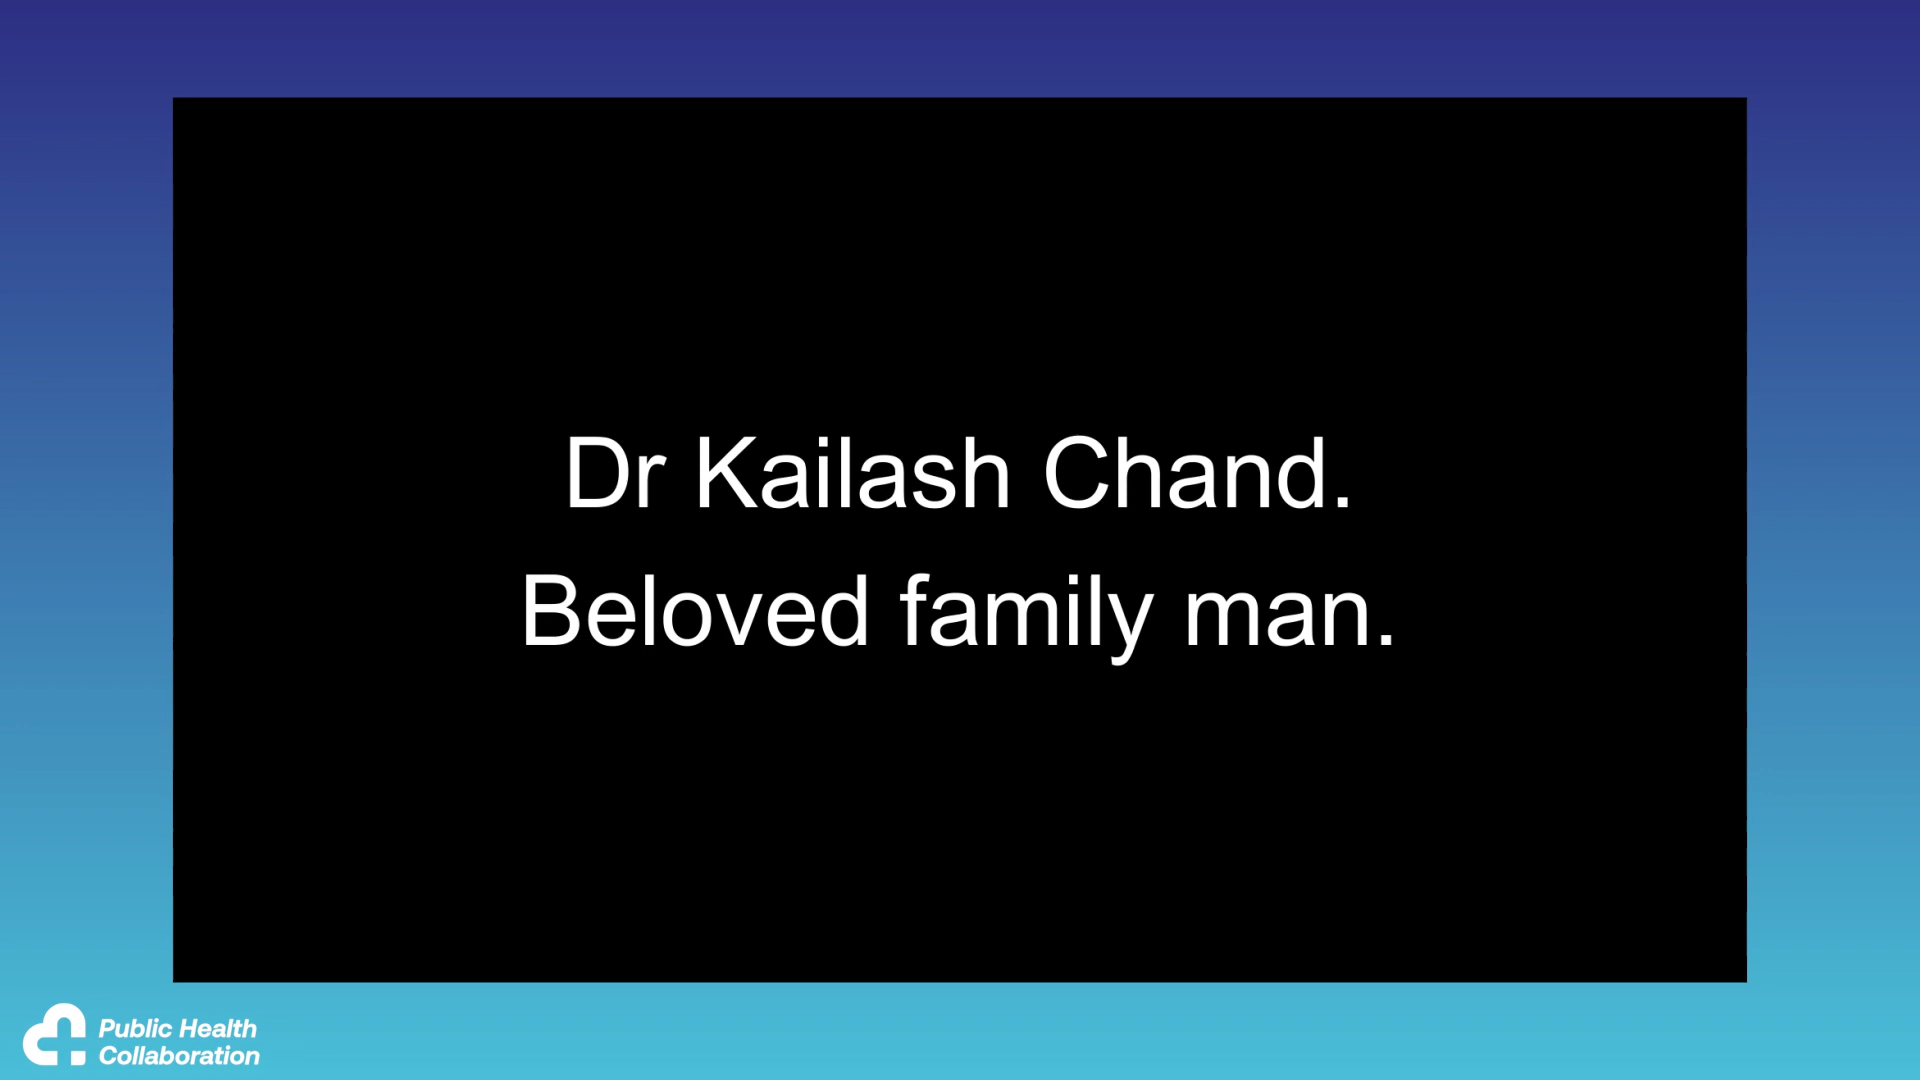 Dr Kailash Chand.
Beloved family man.
Public Health
Collaboration